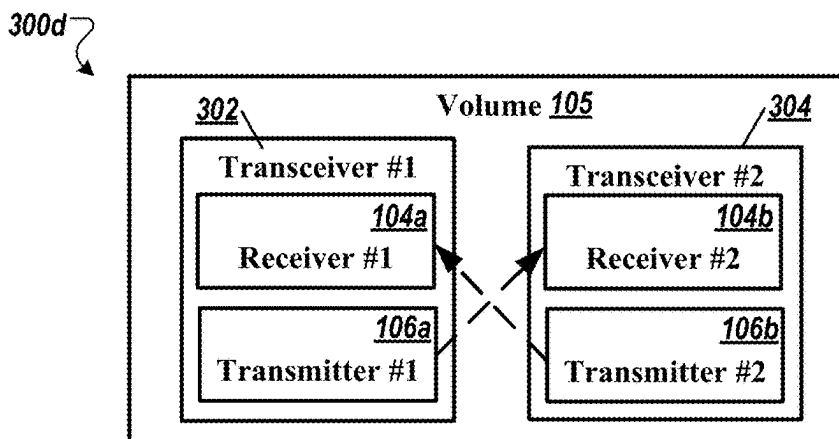 300d
Volume 105
302
304
Transceiver #1
Transceiver #2
104a
Receiver #1
104b
Receiver #2
106a
Transmitter #1
106b
Transmitter #2